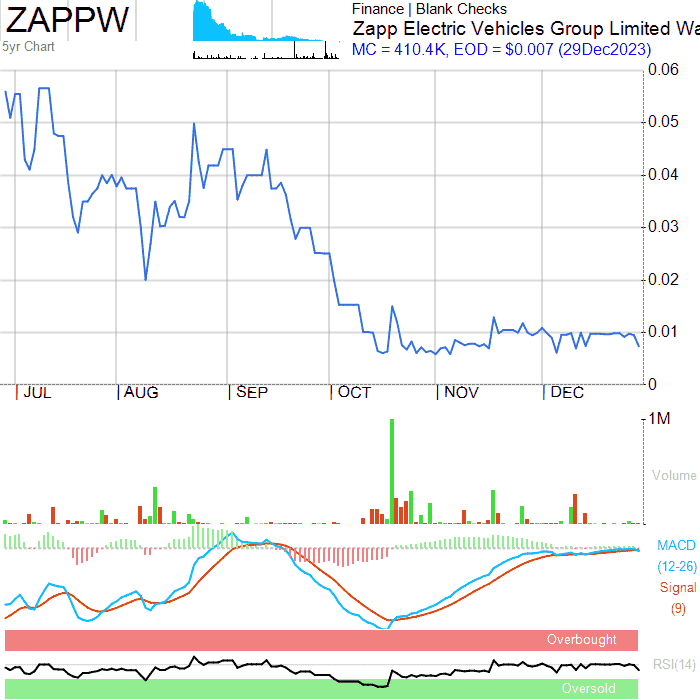 ZAPPW
5yr Chart
Finance | Blank Checks
Zapp Electric Vehicles Group Limited Wa
MC = 410.4K, EOD = $0.007 (29Dec2023)
0.06
0.05
0.04
0.03
0.02
0.01
0
JUL AUG SEP OCT NOV DEC
1M
Volume
MACD
(12-26)
Signal
(9)
Overbought
RSI(14)
Oversold